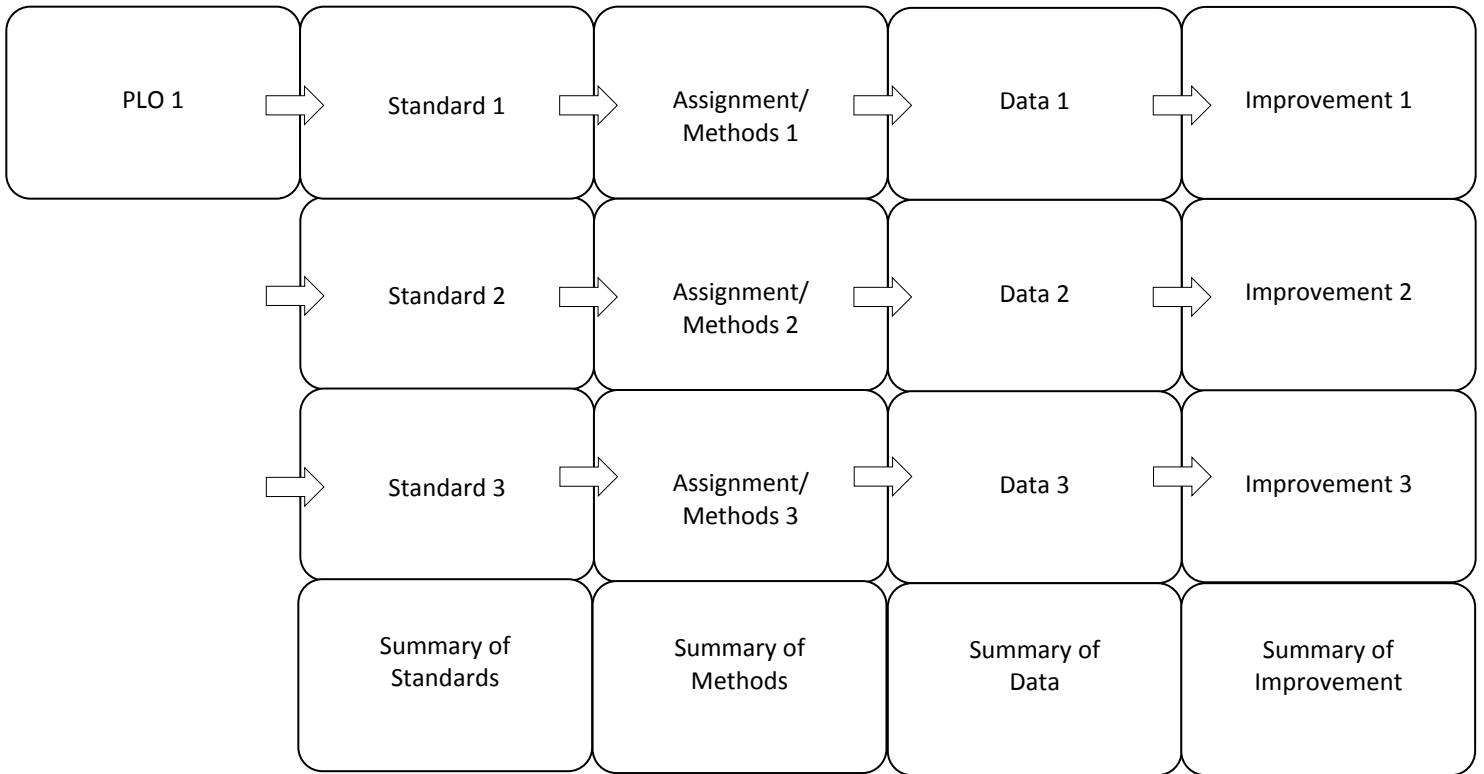 PLO 1
Standard 1
Assignment/
Methods 1
Data 1
Improvement 1
Standard 2
Assignment/
Methods 2
Data 2
Improvement 2
Standard 3
Assignment/
Methods 3
Data 3
Improvement 3
Summary of
Standards
Summary of
Methods
Summary of
Data
Summary of
Improvement